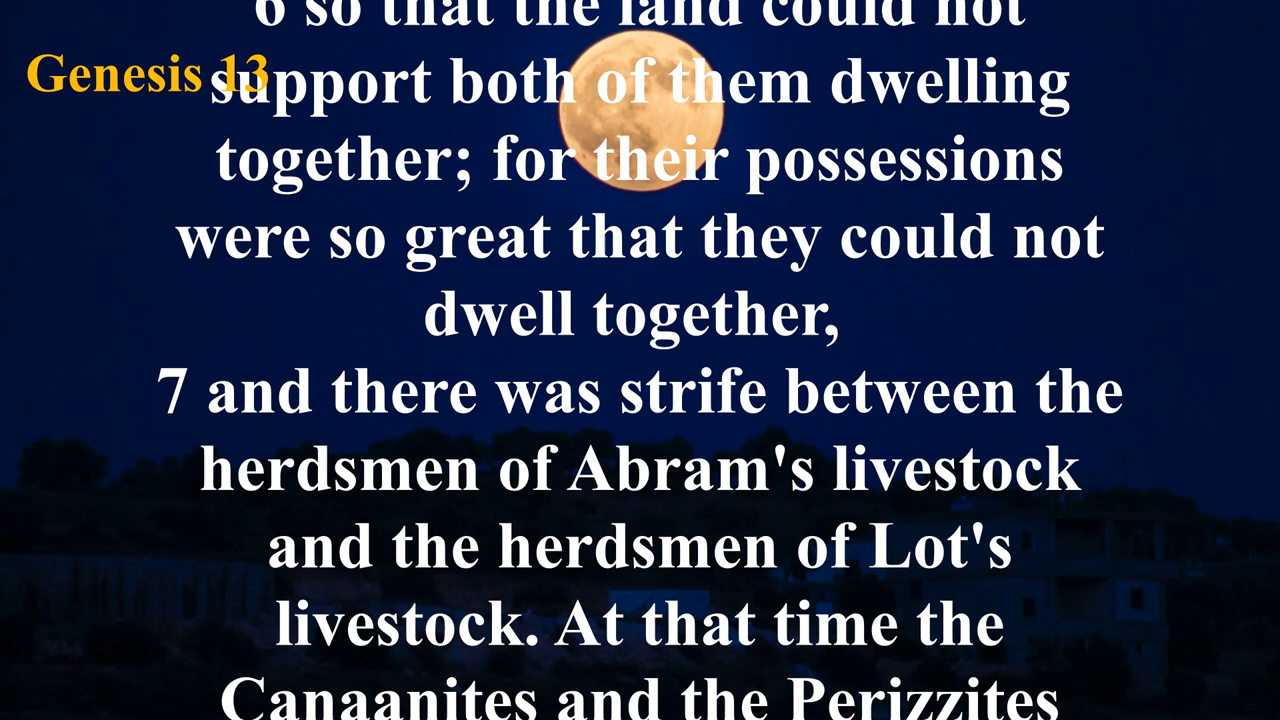 6 so that the land could not
Genesis 13
support both of them dwelling
together; for their possessions
were so great that they could not
dwell together,
7 and there was strife between the
herdsmen of Abram's livestock
and the herdsmen of Lot's
livestock. At that time the
Canaanites and the Perizzites